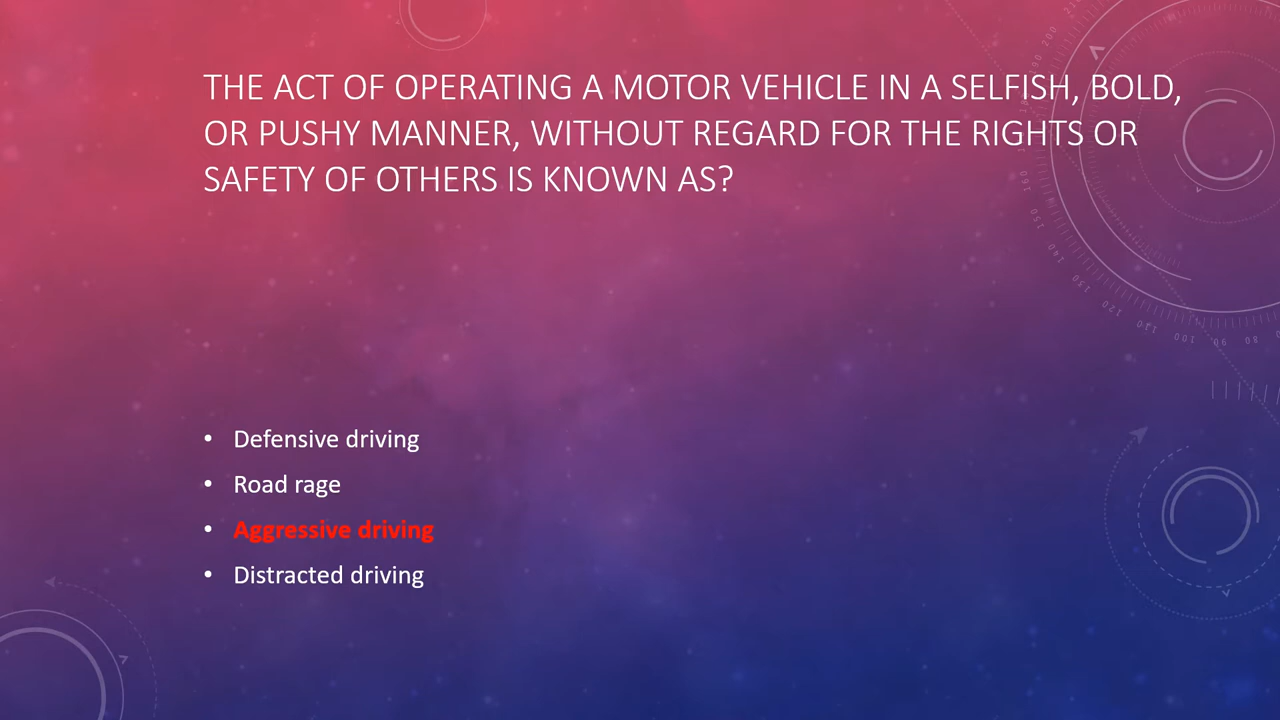 THE ACT OF OPERATING A MOTOR VEHICLE IN A SELFISH, BOLD,
OR PUSHY MANNER, WITHOUT REGARD FOR THE RIGHTS OR
SAFETY OF OTHERS IS KNOWN AS?
• Defensive driving
• Road rage
• Aggressive driving
• Distracted driving